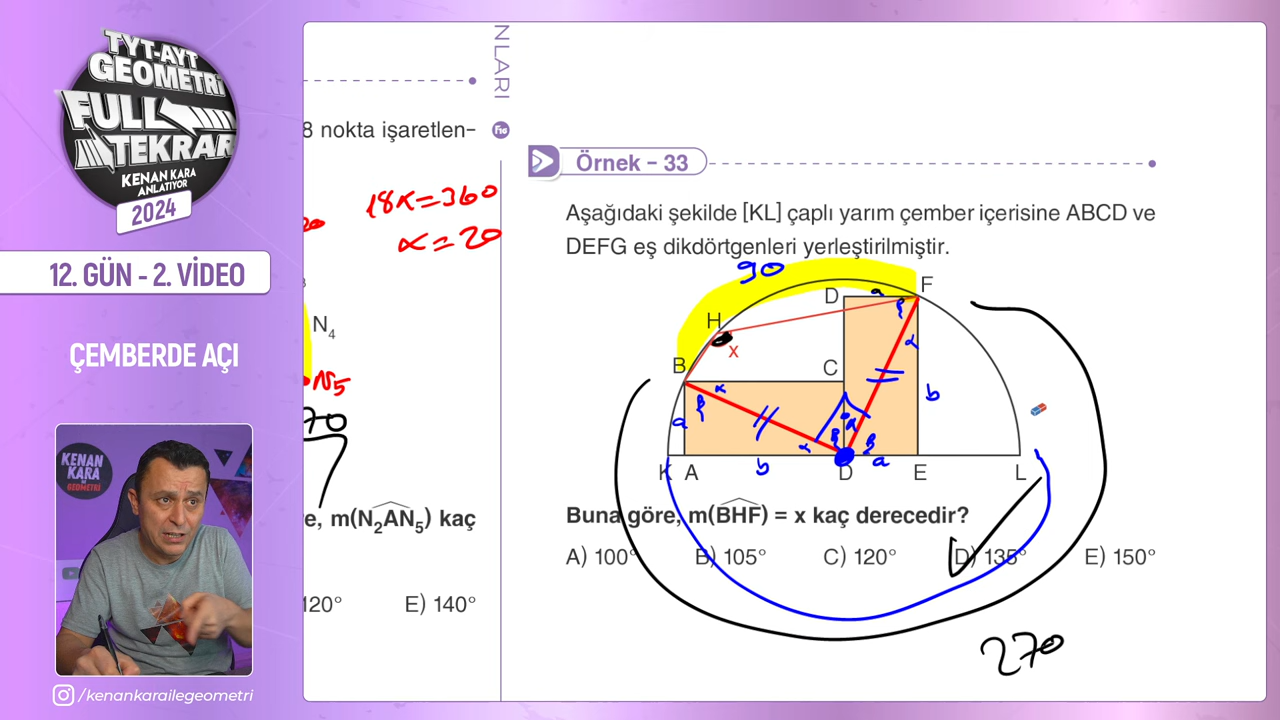 TYT-AYT
GEOMETRİ
FULL
TEKRAR
KENAN KARA
ANLATIYOR
2024
12. GÜN - 2. VİDEO
ÇEMBERDE AÇI
KENAN
KARA
/kenankarailegeometri
NLARI
8 nokta işaretlen-
18α=360
α=20
N4
N5
70
e, m(N2AN5) kaç
120° E) 140°
Örnek – 33
Aşağıdaki şekilde [KL] çaplı yarım çember içerisine ABCD ve
DEFG eş dikdörtgenleri yerleştirilmiştir.
90
D a F
H
x
B C
a b
K A b D a E L
Buna göre, m(BHF) = x kaç derecedir?
A) 100° B) 105° C) 120° D) 135° E) 150°
270